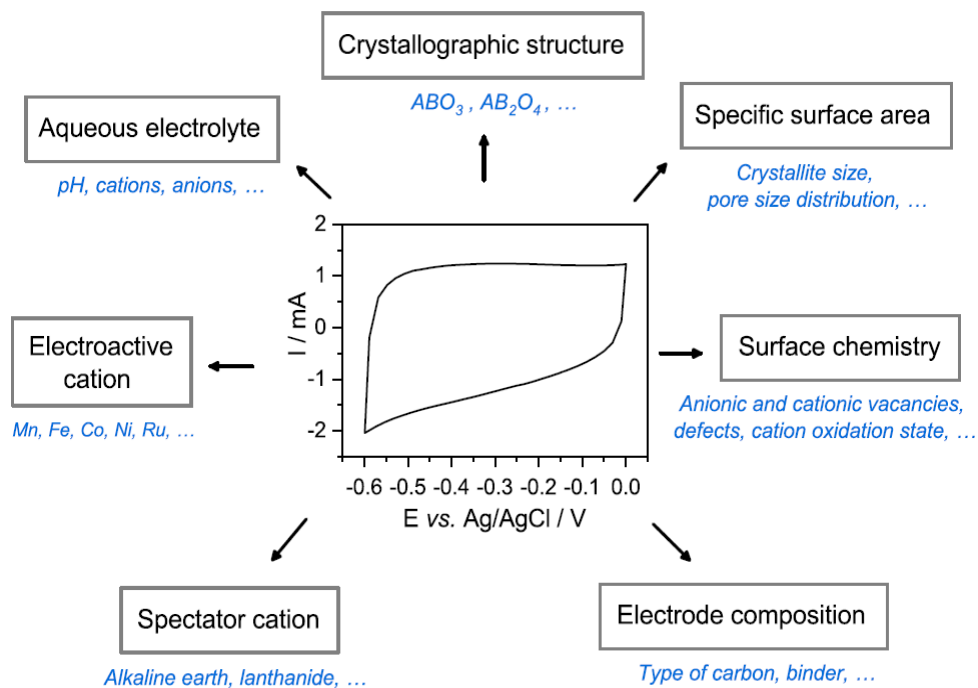 Crystallographic structure
ABO3 , AB2O4, …
Aqueous electrolyte
pH, cations, anions, …
Specific surface area
Crystallite size,
pore size distribution, …
2
1
0
-1
-2
I / mA
-0.6 -0.5 -0.4 -0.3 -0.2 -0.1 0.0
E vs. Ag/AgCl / V
Electroactive
cation
Mn, Fe, Co, Ni, Ru, …
Surface chemistry
Anionic and cationic vacancies,
defects, cation oxidation state, …
Spectator cation
Alkaline earth, lanthanide, …
Electrode composition
Type of carbon, binder, …